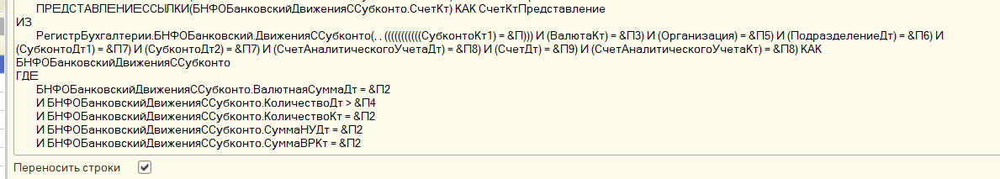 ПРЕДСТАВЛЕНИЕССЫЛКИ(БНФОБанковскийДвиженияССубконто.СчетКт) КАК СчетКтПредставление
ИЗ
РегистрБухгалтерии.БНФОБанковский.ДвиженияССубконто(, , (((((((((((СубконтоКт1) = &П))) И (ВалютаКт) = &П3) И (Организация) = &П5) И (ПодразделениеДт) = &П6) И
(СубконтоДт1) = &П7) И (СубконтоДт2) = &П7) И (СчетАналитическогоУчетаДт) = &П8) И (СчетДт) = &П9) И (СчетАналитическогоУчетаКт) = &П8) КАК
БНФОБанковскийДвиженияССубконто
ГДЕ
БНФОБанковскийДвиженияССубконто.ВалютнаяСуммаДт = &П2
И БНФОБанковскийДвиженияССубконто.КоличествоДт > &П4
И БНФОБанковскийДвиженияССубконто.КоличествоКт = &П2
И БНФОБанковскийДвиженияССубконто.СуммаНУДт = &П2
И БНФОБанковскийДвиженияССубконто.СуммаВРКт = &П2
Переносить строки